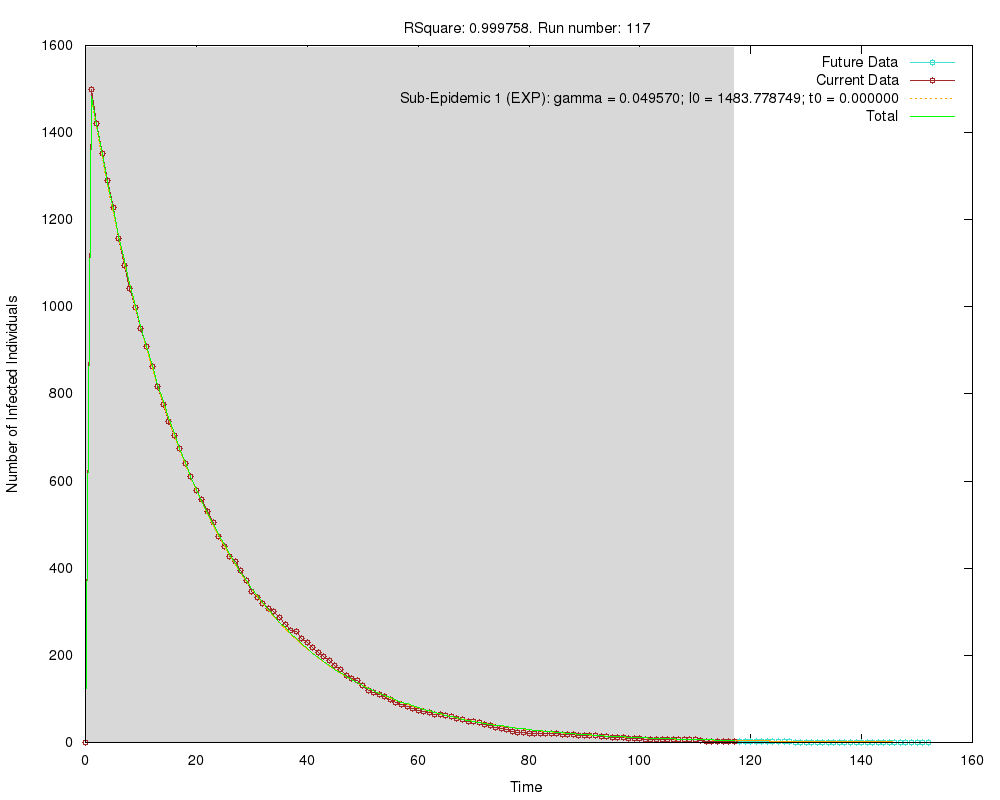 RSquare: 0.999758. Run number: 117
Future Data
Current Data
Sub-Epidemic 1 (EXP): gamma = 0.049570; I0 = 1483.778749; t0 = 0.000000
Total
1600
1400
1200
1000
800
600
400
200
0
Number of Infected Individuals
0 20 40 60 80 100 120 140 160
Time